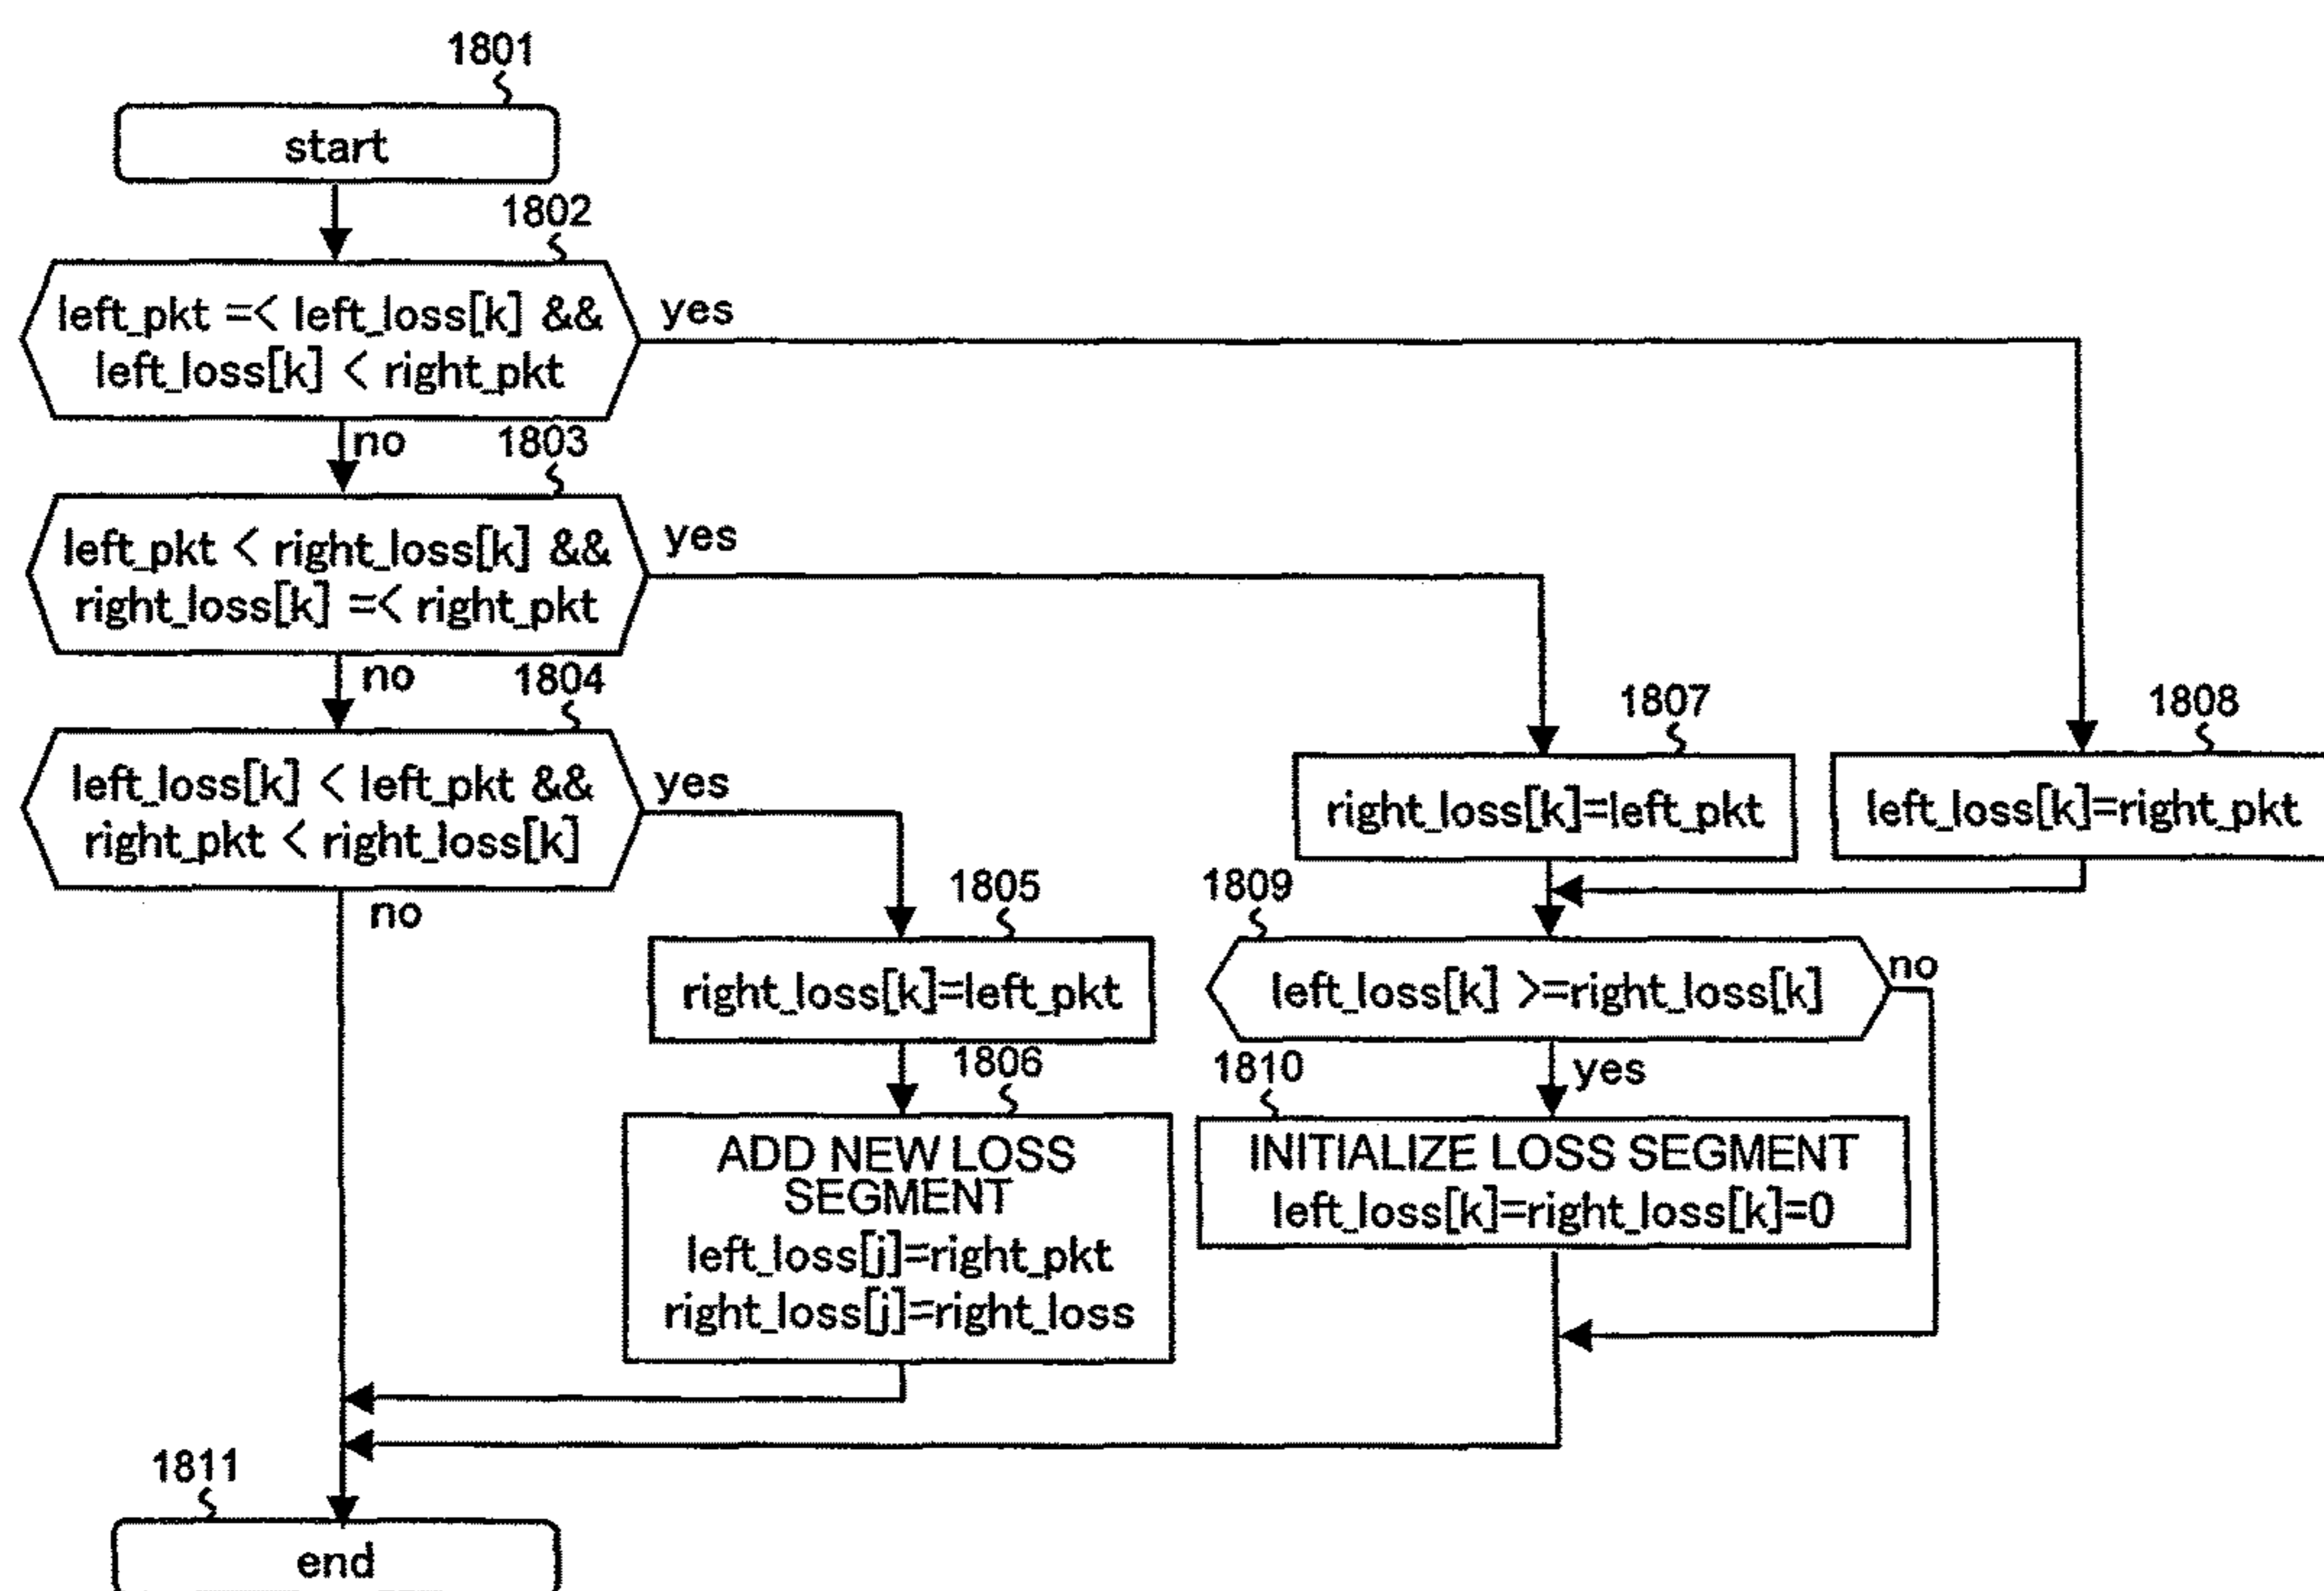 1801
start
1802
left_pkt =< left_loss[k] &&
left_loss[k] < right_pkt
yes
no
1803
left_pkt < right_loss[k] &&
right_loss[k] =< right_pkt
yes
no
1804
left_loss[k] < left_pkt &&
right_pkt < right_loss[k]
yes
no
1807
right_loss[k]=left_pkt
1808
left_loss[k]=right_pkt
1805
right_loss[k]=left_pkt
1809
left_loss[k] >=right_loss[k]
no
yes
1806
ADD NEW LOSS
SEGMENT
left_loss[j]=right_pkt
right_loss[j]=right_loss
1810
INITIALIZE LOSS SEGMENT
left_loss[k]=right_loss[k]=0
1811
end